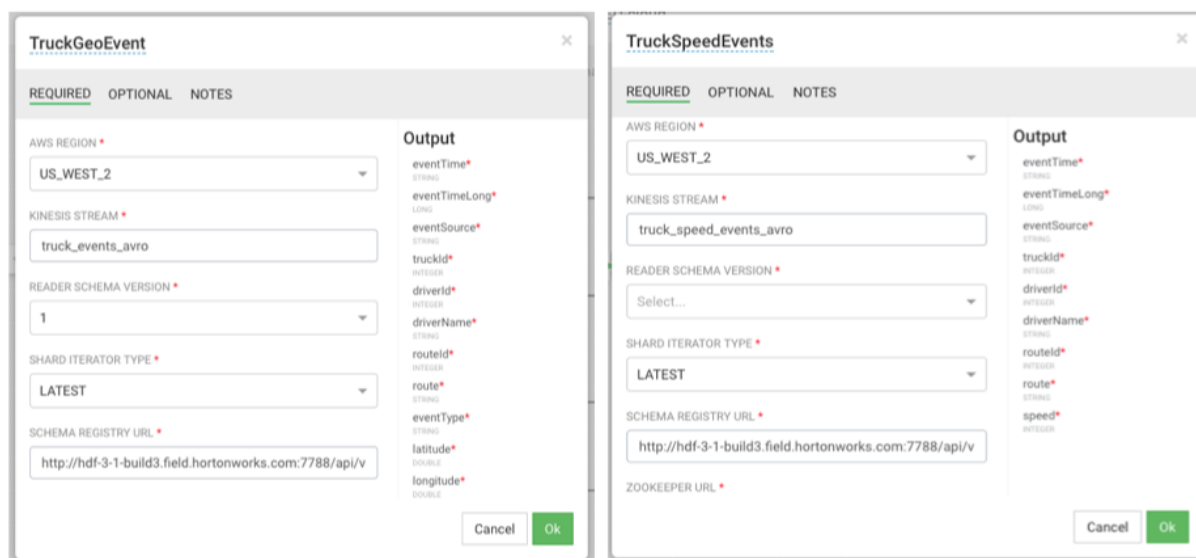 TruckGeoEvent
×
REQUIRED OPTIONAL NOTES
AWS REGION *
US_WEST_2
KINESIS STREAM *
truck_events_avro
READER SCHEMA VERSION *
1
SHARD ITERATOR TYPE *
LATEST
SCHEMA REGISTRY URL *
http://hdf-3-1-build3.field.hortonworks.com:7788/api/v
Output
eventTime*
STRING
eventTimeLong*
LONG
eventSource*
STRING
truckId*
INTEGER
driverId*
INTEGER
driverName*
STRING
routeId*
INTEGER
route*
STRING
eventType*
STRING
latitude*
DOUBLE
longitude*
DOUBLE
Cancel Ok
TruckSpeedEvents
×
REQUIRED OPTIONAL NOTES
AWS REGION *
US_WEST_2
KINESIS STREAM *
truck_speed_events_avro
READER SCHEMA VERSION *
Select...
SHARD ITERATOR TYPE *
LATEST
SCHEMA REGISTRY URL *
http://hdf-3-1-build3.field.hortonworks.com:7788/api/v
ZOOKEEPER URL *
Output
eventTime*
STRING
eventTimeLong*
LONG
eventSource*
STRING
truckId*
INTEGER
driverId*
INTEGER
driverName*
STRING
routeId*
INTEGER
route*
STRING
speed*
INTEGER
Cancel Ok